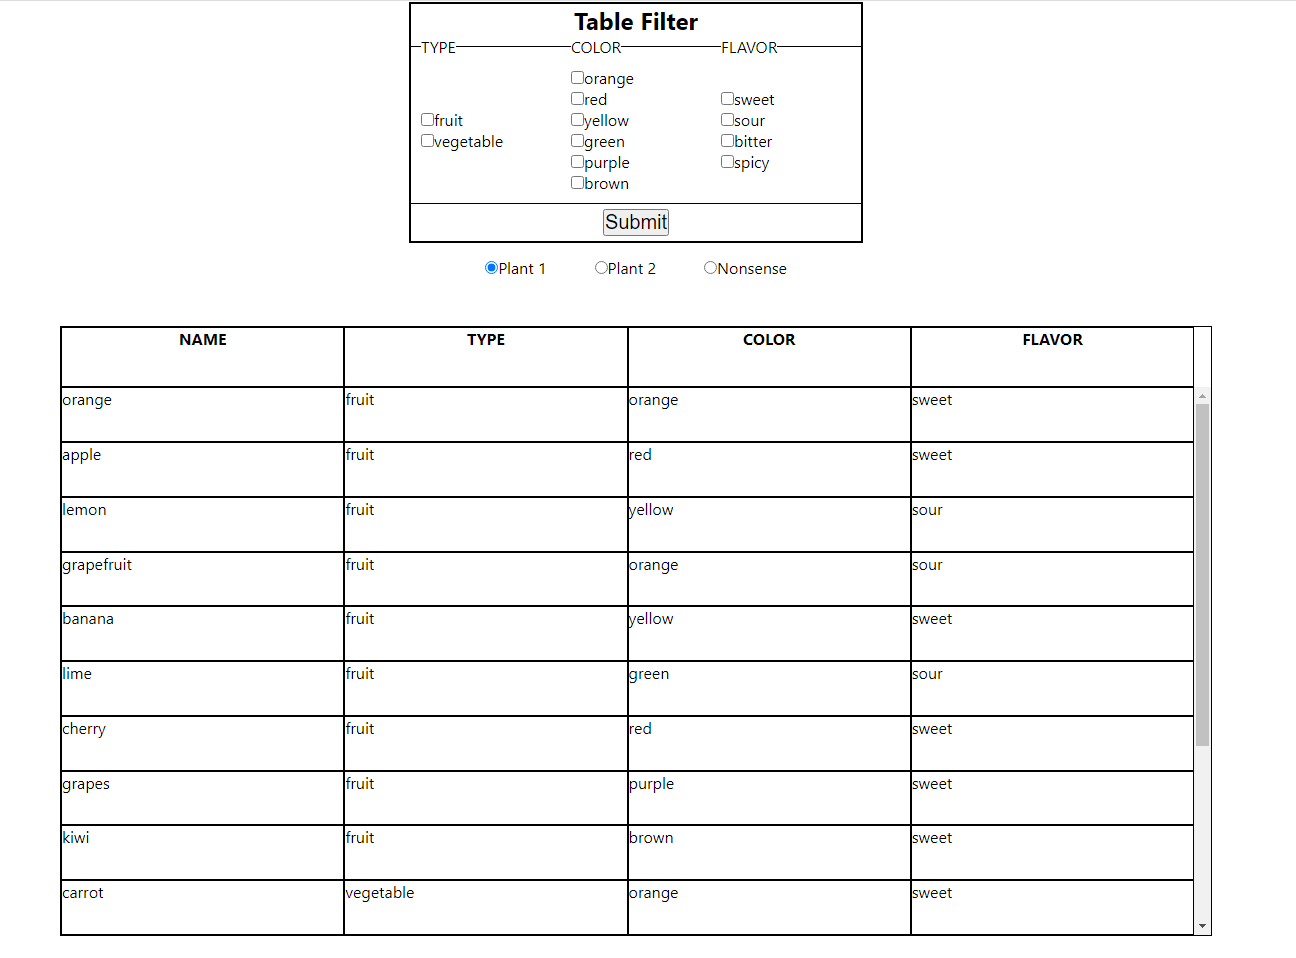 Table Filter
TYPE COLOR FLAVOR
orange
red sweet
fruit yellow sour
vegetable green bitter
purple spicy
brown
Submit
Plant 1 Plant 2 Nonsense
NAME TYPE COLOR FLAVOR
orange fruit orange sweet
apple fruit red sweet
lemon fruit yellow sour
grapefruit fruit orange sour
banana fruit yellow sweet
lime fruit green sour
cherry fruit red sweet
grapes fruit purple sweet
kiwi fruit brown sweet
carrot vegetable orange sweet